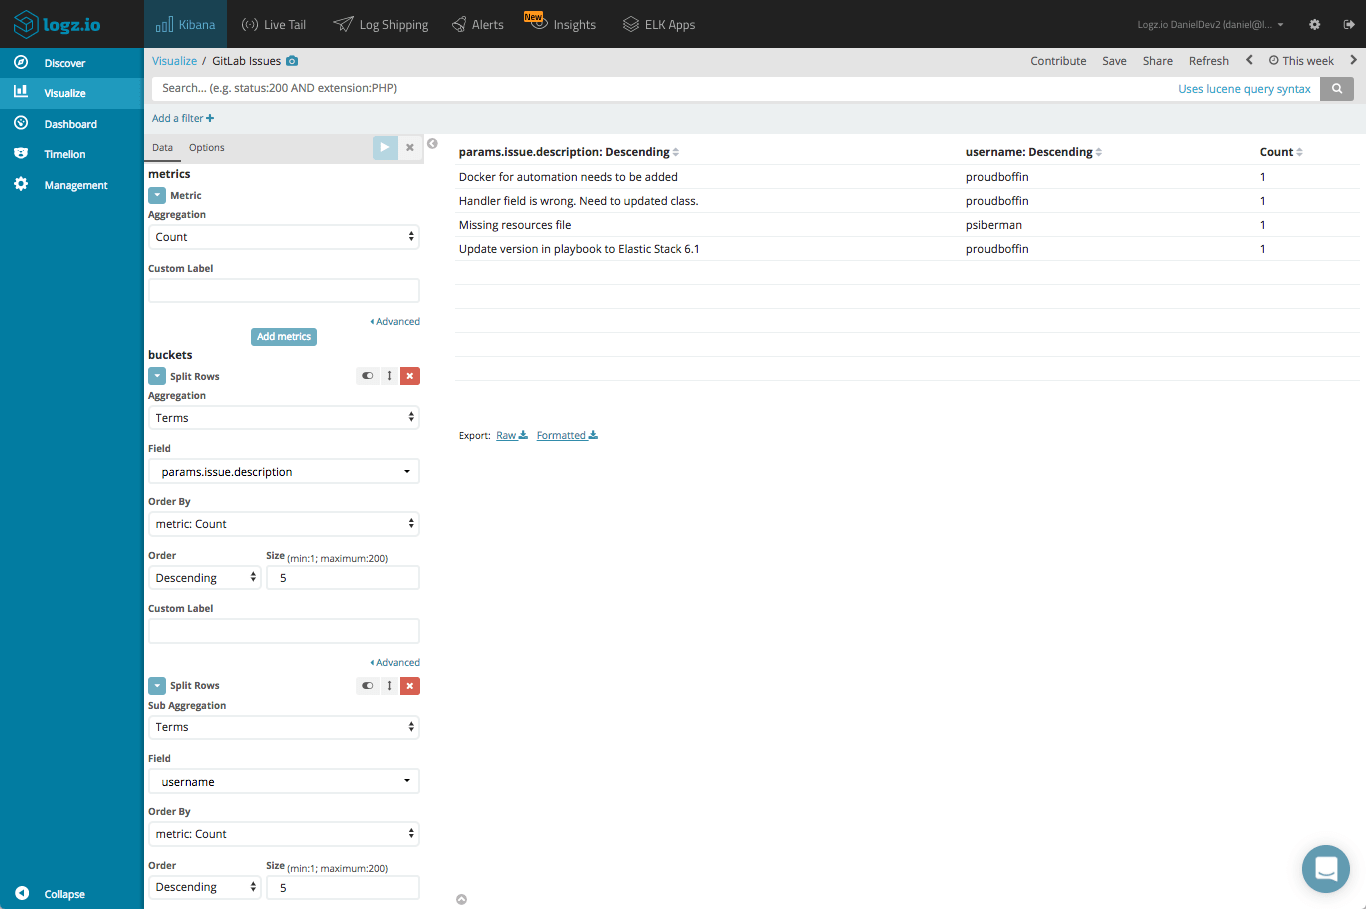 logz.io
Kibana
Live Tail
Log Shipping
Alerts
New
Insights
ELK Apps
Logz.io DanielDev2 (daniel@l...
Discover
Visualize
Dashboard
Timelion
Management
Collapse
Visualize / GitLab Issues
Contribute Save Share Refresh This week
Search... (e.g. status:200 AND extension:PHP)
Uses lucene query syntax
Add a filter +
Data Options
metrics
Metric
Aggregation
Count
Custom Label
Advanced
Add metrics
buckets
Split Rows
Aggregation
Terms
Field
params.issue.description
Order By
metric: Count
Order Size (min:1; maximum:200)
Descending 5
Custom Label
Advanced
Split Rows
Sub Aggregation
Terms
Field
username
Order By
metric: Count
Order Size (min:1; maximum:200)
Descending 5
params.issue.description: Descending username: Descending Count
Docker for automation needs to be added proudboffin 1
Handler field is wrong. Need to updated class. proudboffin 1
Missing resources file psiberman 1
Update version in playbook to Elastic Stack 6.1 proudboffin 1
Export: Raw Formatted